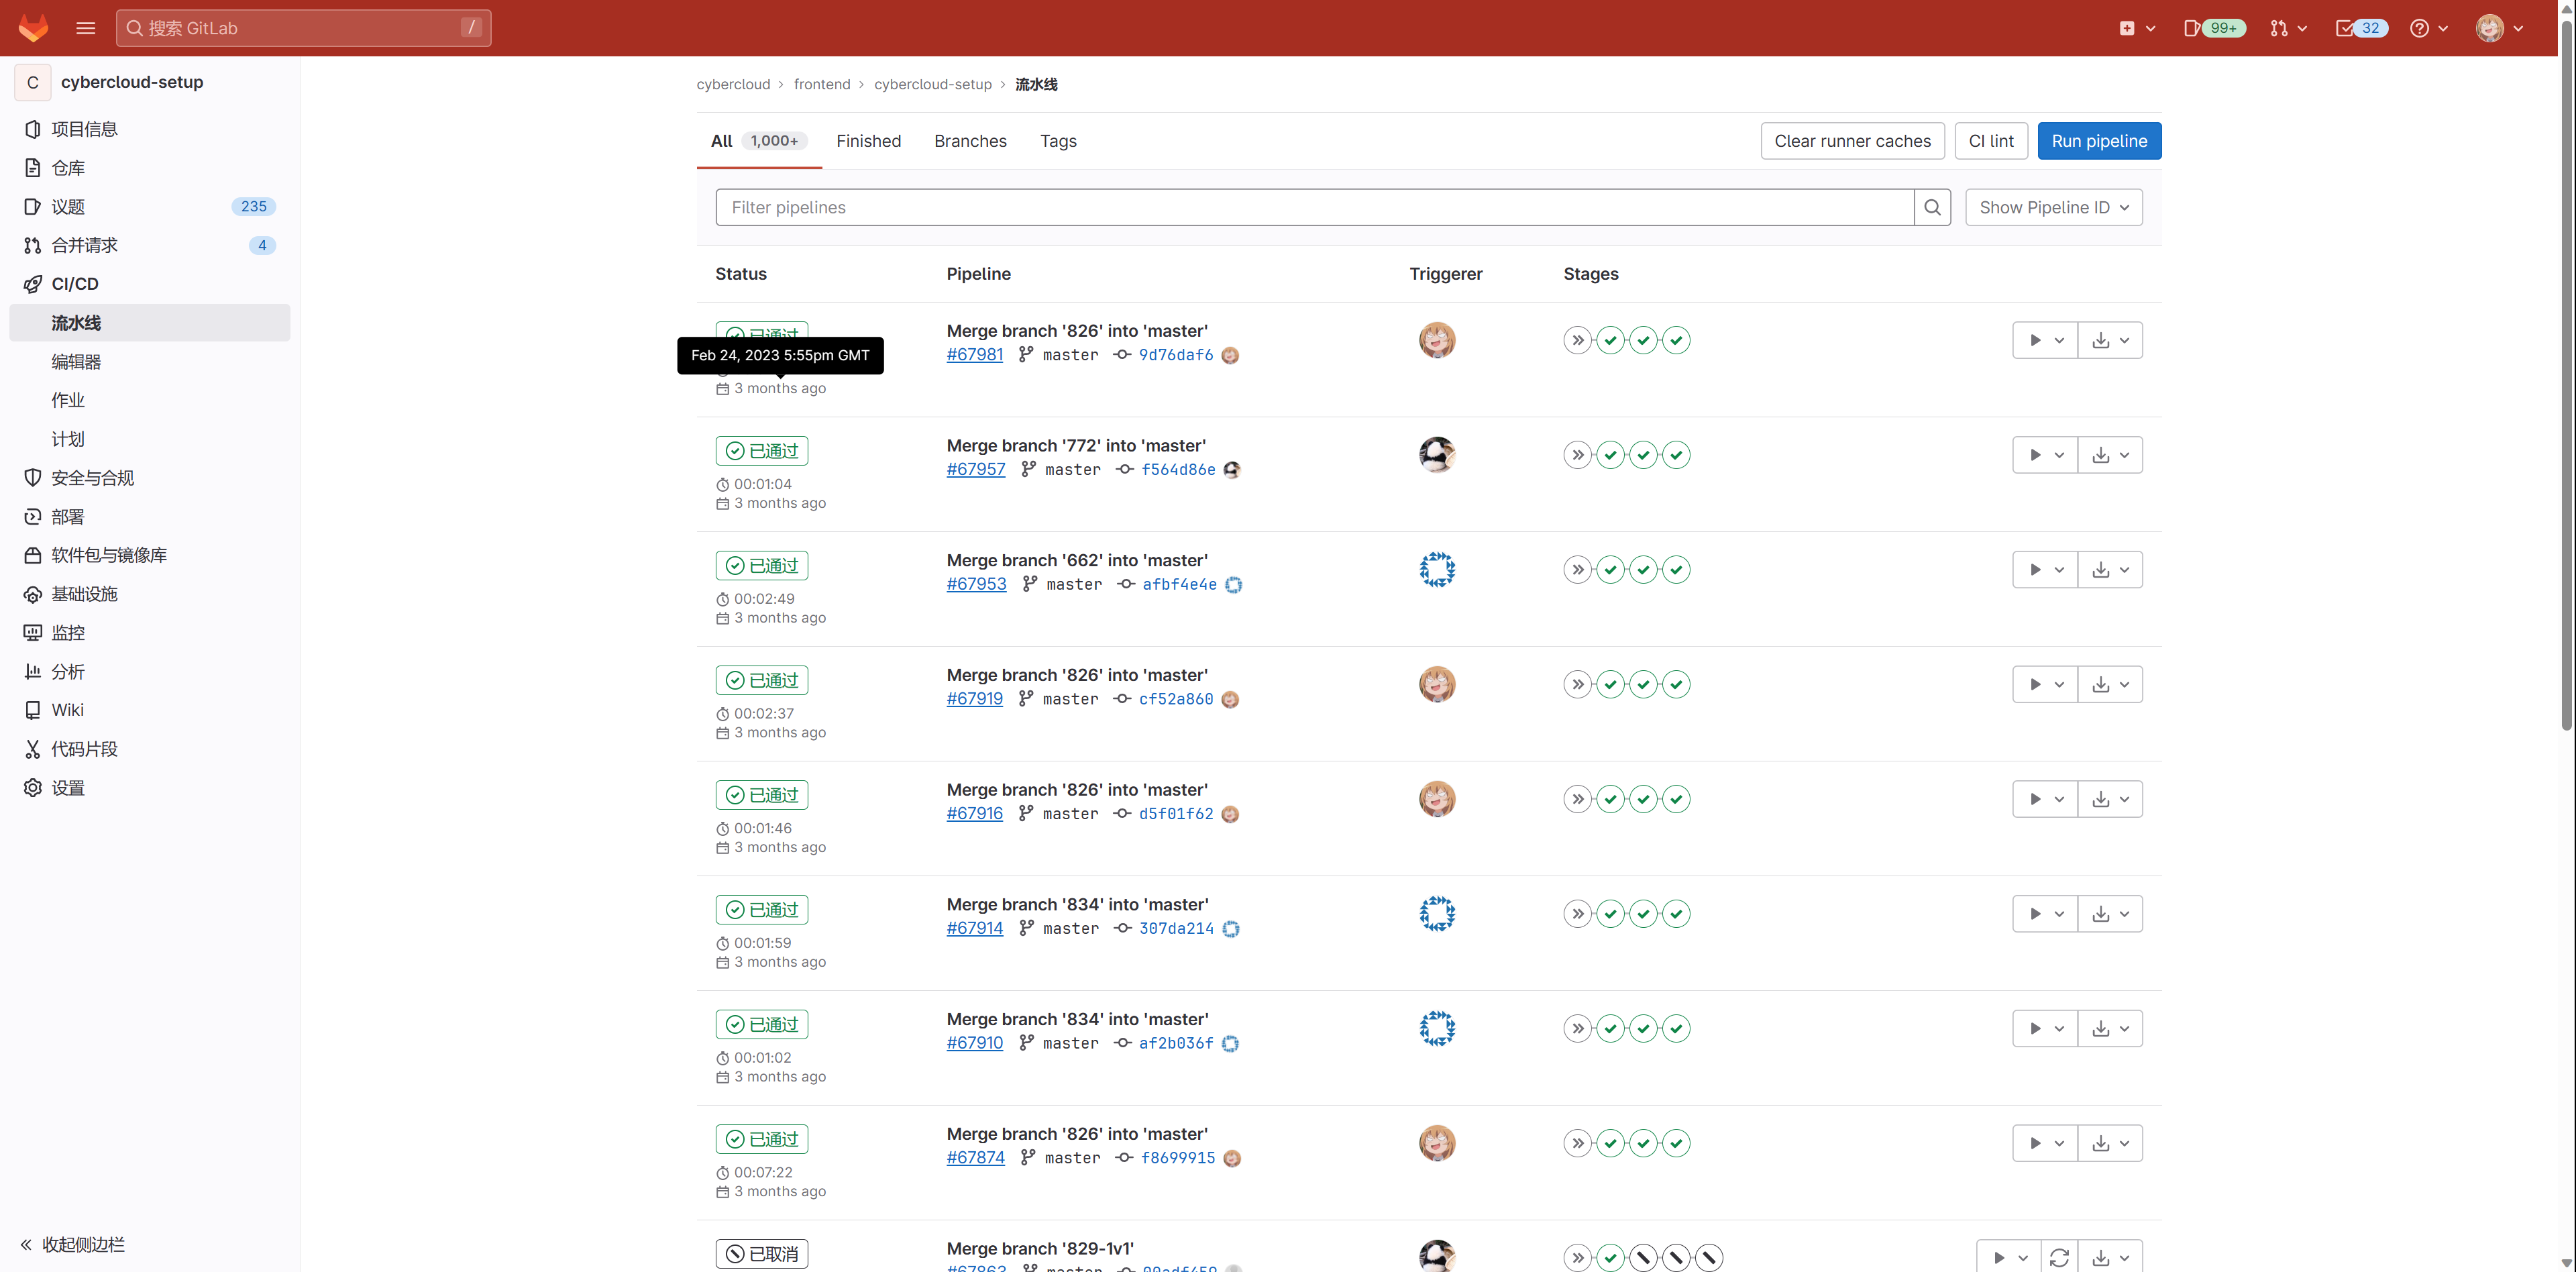 搜索 GitLab /
99+
32
C cybercloud-setup
项目信息
仓库
议题 235
合并请求 4
CI/CD
流水线
编辑器
作业
计划
安全与合规
部署
软件包与镜像库
基础设施
监控
分析
Wiki
代码片段
设置
收起侧边栏
cybercloud › frontend › cybercloud-setup › 流水线
All 1,000+ Finished Branches Tags
Clear runner caches CI lint Run pipeline
Filter pipelines Show Pipeline ID
Status Pipeline Triggerer Stages
已通过 Merge branch '826' into 'master'
Feb 24, 2023 5:55pm GMT
#67981 master 9d76daf6
3 months ago
已通过 Merge branch '772' into 'master'
#67957 master f564d86e
00:01:04
3 months ago
已通过 Merge branch '662' into 'master'
#67953 master afbf4e4e
00:02:49
3 months ago
已通过 Merge branch '826' into 'master'
#67919 master cf52a860
00:02:37
3 months ago
已通过 Merge branch '826' into 'master'
#67916 master d5f01f62
00:01:46
3 months ago
已通过 Merge branch '834' into 'master'
#67914 master 307da214
00:01:59
3 months ago
已通过 Merge branch '834' into 'master'
#67910 master af2b036f
00:01:02
3 months ago
已通过 Merge branch '826' into 'master'
#67874 master f8699915
00:07:22
3 months ago
已取消 Merge branch '829-1v1'
#67863 master 00adf459